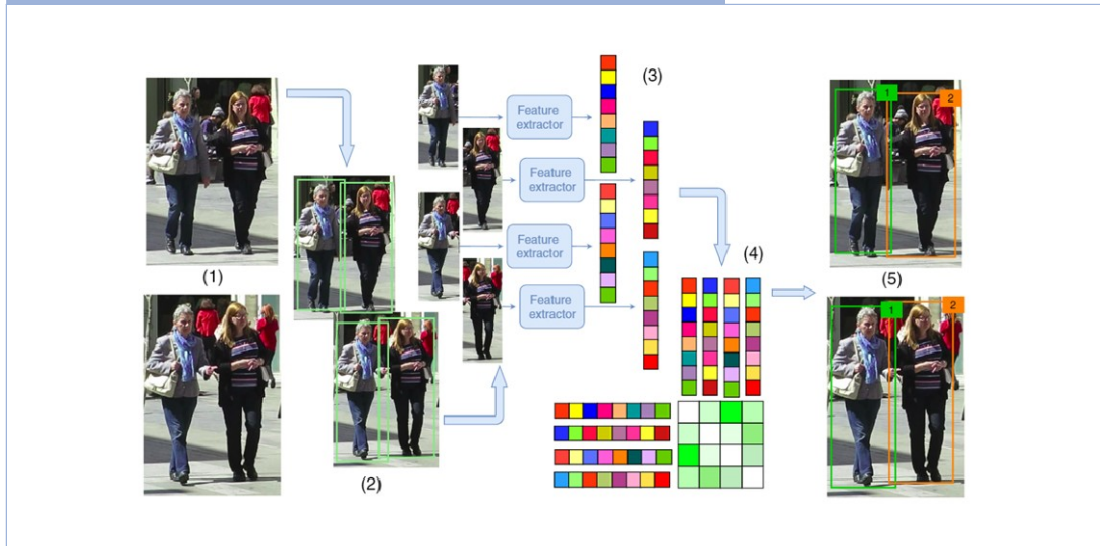 (1)
(2)
Feature
extractor
Feature
extractor
Feature
extractor
Feature
extractor
(3)
(4)
1
2
(5)
1
2